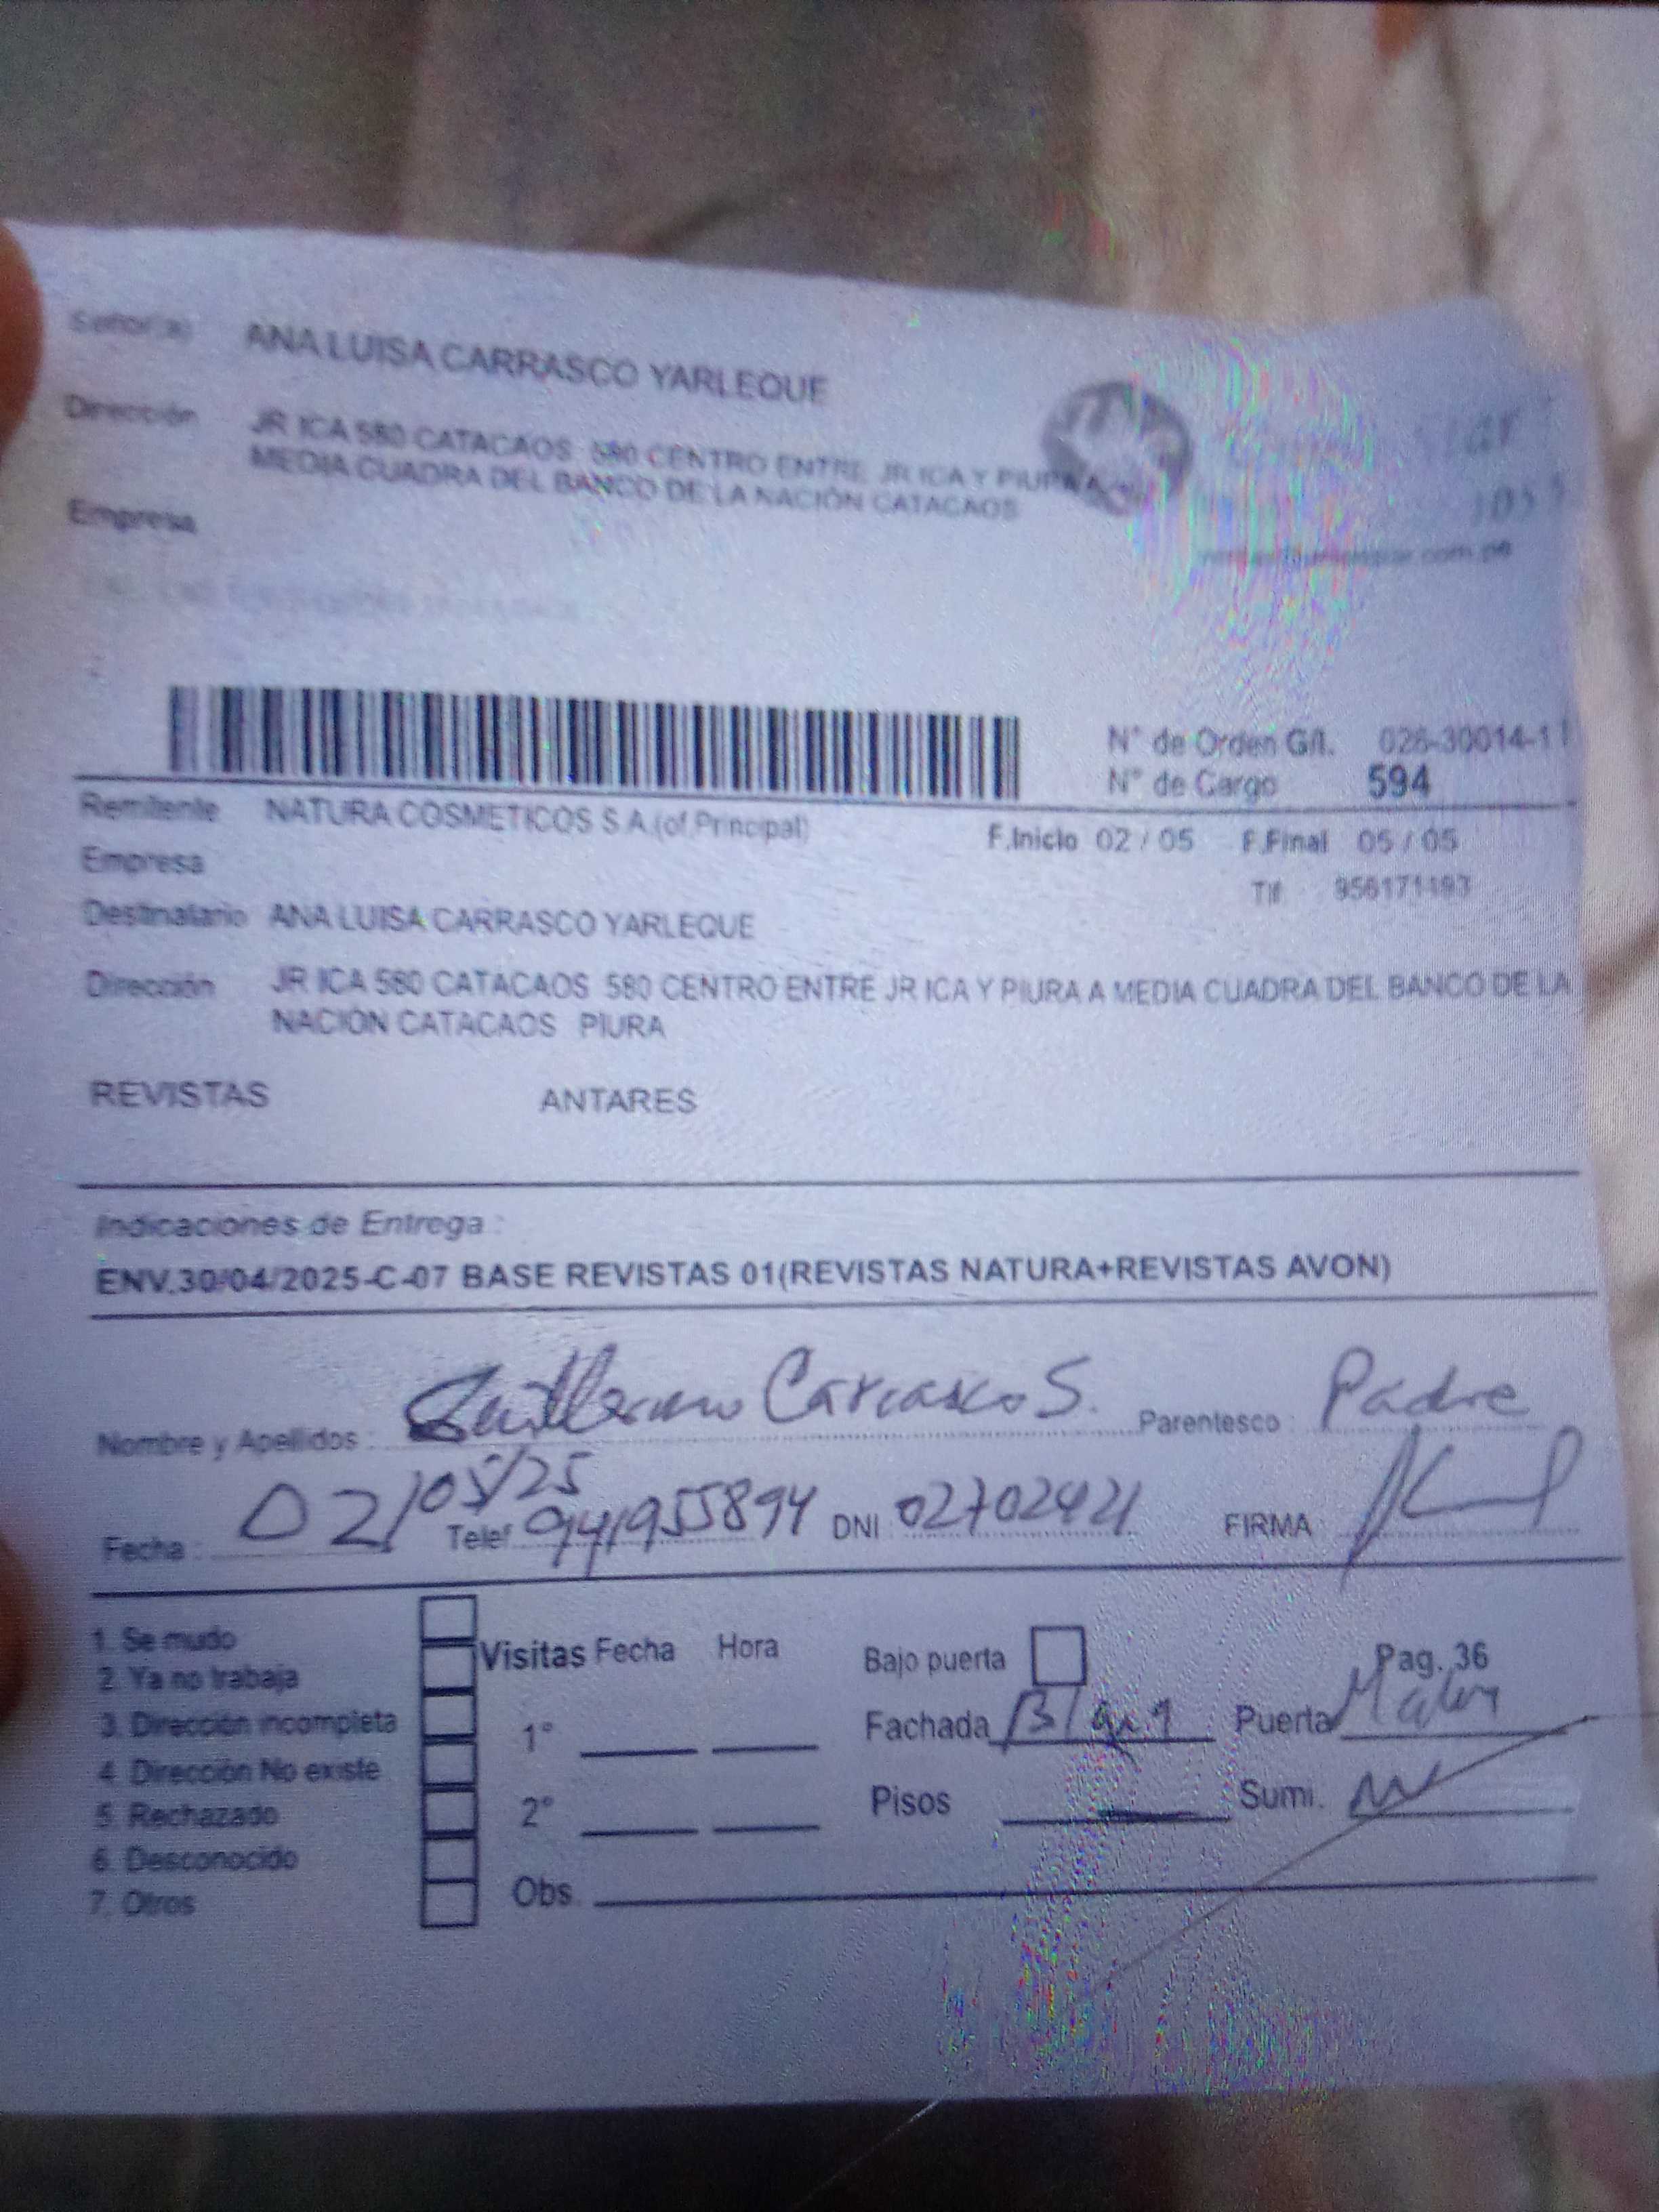 Señor(a) ANA LUISA CARRASCO YARLEQUE
Dirección JR ICA 580 CATACAOS 580 CENTRO ENTRE JR ICA Y PIURA A
MEDIA CUADRA DEL BANCO DE LA NACIÓN CATACAOS
Empresa
N° de Orden G/I. 026-30014-11
N° de Cargo 594
Remitente NATURA COSMETICOS S.A.(of.Principal) F.Inicio 02 / 05 F.Final 05 / 05
Empresa Tlf.
Destinatario ANA LUISA CARRASCO YARLEQUE
Dirección JR ICA 580 CATACAOS 580 CENTRO ENTRE JR ICA Y PIURA A MEDIA CUADRA DEL BANCO DE LA
NACIÓN CATACAOS PIURA
REVISTAS ANTARES
Indicaciones de Entrega :
ENV.30/04/2025-C-07 BASE REVISTAS 01(REVISTAS NATURA+REVISTAS AVON)
Nombre y Apellidos : Guillermo Carrasco S. Parentesco : Padre
Fecha : 02/05/25 Telef 941955894 DNI 02702421 FIRMA :
1. Se mudo
2. Ya no trabaja
3. Dirección incompleta
4. Dirección No existe
5. Rechazado
6. Desconocido
7. Otros
Visitas Fecha Hora
1°
2°
Obs.
Bajo puerta Pag. 36
Fachada Puerta
Pisos Sumi.